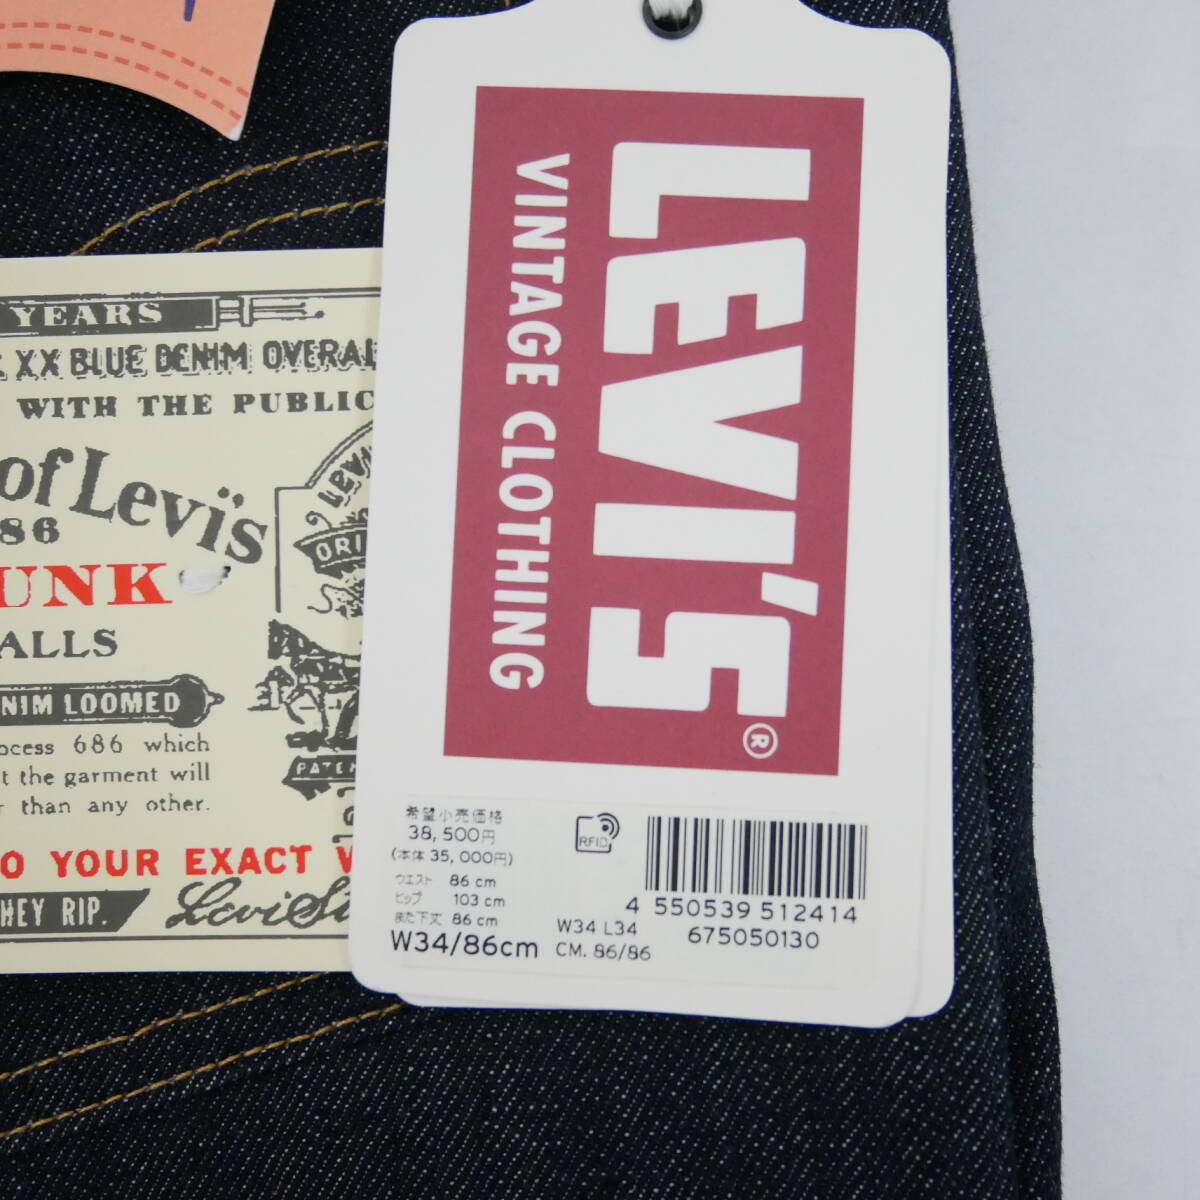 YEARS
XX BLUE DENIM OVERAL
WITH THE PUBLIC
of Levi's
86
UNK
ALLS
NIM LOOMED
ocess 686 which
t the garment will
r than any other.
O YOUR EXACT W
HEY RIP.
Levi St
ORI
PATEN
LEVI'S®
VINTAGE CLOTHING
希望小売価格
38,500円
(本体 35,000円)
ウエスト 86 cm
ヒップ 103 cm
また下丈 86 cm
W34/86cm
RFID
W34 L34
CM. 86/86
4 550539 512414
675050130